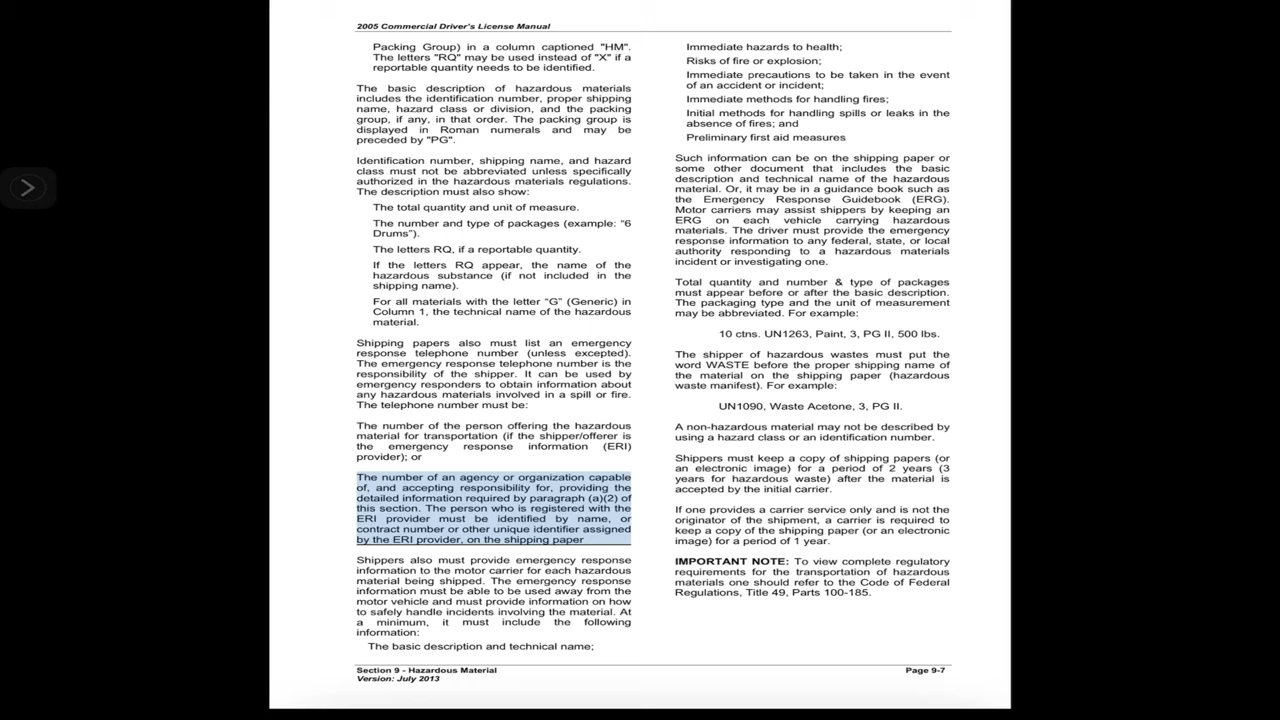 2005 Commercial Driver's License Manual
Packing Group) in a column captioned "HM".
The letters "RQ" may be used instead of "X" if a
reportable quantity needs to be identified.
The basic description of hazardous materials
includes the identification number, proper shipping
name, hazard class or division, and the packing
group, if any, in that order. The packing group is
displayed in Roman numerals and may be
preceded by "PG".
Identification number, shipping name, and hazard
class must not be abbreviated unless specifically
authorized in the hazardous materials regulations.
The description must also show:
The total quantity and unit of measure.
The number and type of packages (example: “6
Drums”).
The letters RQ, if a reportable quantity.
If the letters RQ appear, the name of the
hazardous substance (if not included in the
shipping name).
For all materials with the letter “G” (Generic) in
Column 1, the technical name of the hazardous
material.
Shipping papers also must list an emergency
response telephone number (unless excepted).
The emergency response telephone number is the
responsibility of the shipper. It can be used by
emergency responders to obtain information about
any hazardous materials involved in a spill or fire.
The telephone number must be:
The number of the person offering the hazardous
material for transportation (if the shipper/offerer is
the emergency response information (ERI)
provider); or
The number of an agency or organization capable
of, and accepting responsibility for, providing the
detailed information required by paragraph (a)(2) of
this section. The person who is registered with the
ERI provider must be identified by name, or
contract number or other unique identifier assigned
by the ERI provider, on the shipping paper
Shippers also must provide emergency response
information to the motor carrier for each hazardous
material being shipped. The emergency response
information must be able to be used away from the
motor vehicle and must provide information on how
to safely handle incidents involving the material. At
a minimum, it must include the following
information:
The basic description and technical name;
Immediate hazards to health;
Risks of fire or explosion;
Immediate precautions to be taken in the event
of an accident or incident;
Immediate methods for handling fires;
Initial methods for handling spills or leaks in the
absence of fires; and
Preliminary first aid measures
Such information can be on the shipping paper or
some other document that includes the basic
description and technical name of the hazardous
material. Or, it may be in a guidance book such as
the Emergency Response Guidebook (ERG).
Motor carriers may assist shippers by keeping an
ERG on each vehicle carrying hazardous
materials. The driver must provide the emergency
response information to any federal, state, or local
authority responding to a hazardous materials
incident or investigating one.
Total quantity and number & type of packages
must appear before or after the basic description.
The packaging type and the unit of measurement
may be abbreviated. For example:
10 ctns. UN1263, Paint, 3, PG II, 500 lbs.
The shipper of hazardous wastes must put the
word WASTE before the proper shipping name of
the material on the shipping paper (hazardous
waste manifest). For example:
UN1090, Waste Acetone, 3, PG II.
A non-hazardous material may not be described by
using a hazard class or an identification number.
Shippers must keep a copy of shipping papers (or
an electronic image) for a period of 2 years (3
years for hazardous waste) after the material is
accepted by the initial carrier.
If one provides a carrier service only and is not the
originator of the shipment, a carrier is required to
keep a copy of the shipping paper (or an electronic
image) for a period of 1 year.
IMPORTANT NOTE: To view complete regulatory
requirements for the transportation of hazardous
materials one should refer to the Code of Federal
Regulations, Title 49, Parts 100-185.
Section 9 - Hazardous Material
Page 9-7
Version: July 2013